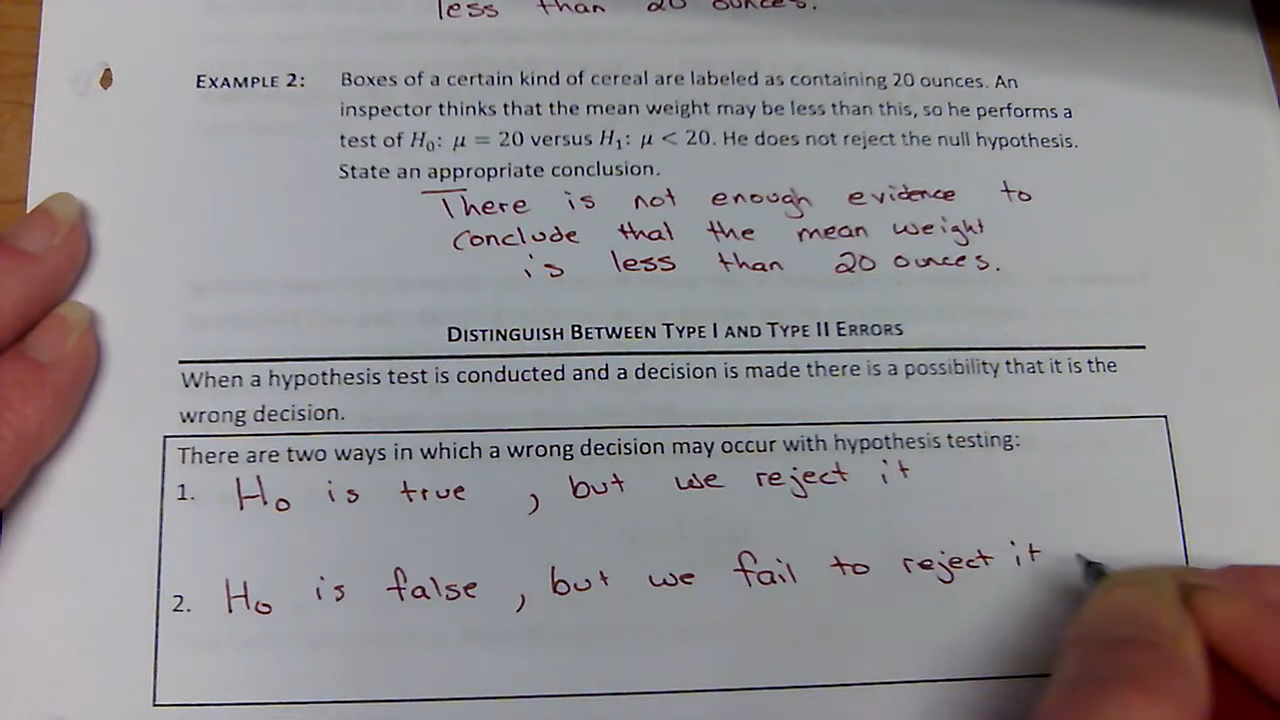 less than 20 ounces.
EXAMPLE 2: Boxes of a certain kind of cereal are labeled as containing 20 ounces. An
inspector thinks that the mean weight may be less than this, so he performs a
test of H₀: μ = 20 versus H₁: μ < 20. He does not reject the null hypothesis.
State an appropriate conclusion.
There is not enough evidence to
conclude that the mean weight
is less than 20 ounces.
DISTINGUISH BETWEEN TYPE I AND TYPE II ERRORS
When a hypothesis test is conducted and a decision is made there is a possibility that it is the
wrong decision.
There are two ways in which a wrong decision may occur with hypothesis testing:
1. H₀ is true, but we reject it
2. H₀ is false, but we fail to reject it